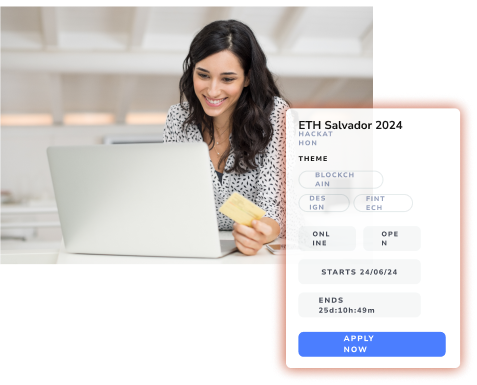 ETH Salvador 2024
HACKAT
HON
THEME
BLOCKCH
AIN
DES
IGN
FINT
ECH
ONL
INE
OPE
N
STARTS 24/06/24
ENDS
25d:10h:49m
APPLY
NOW